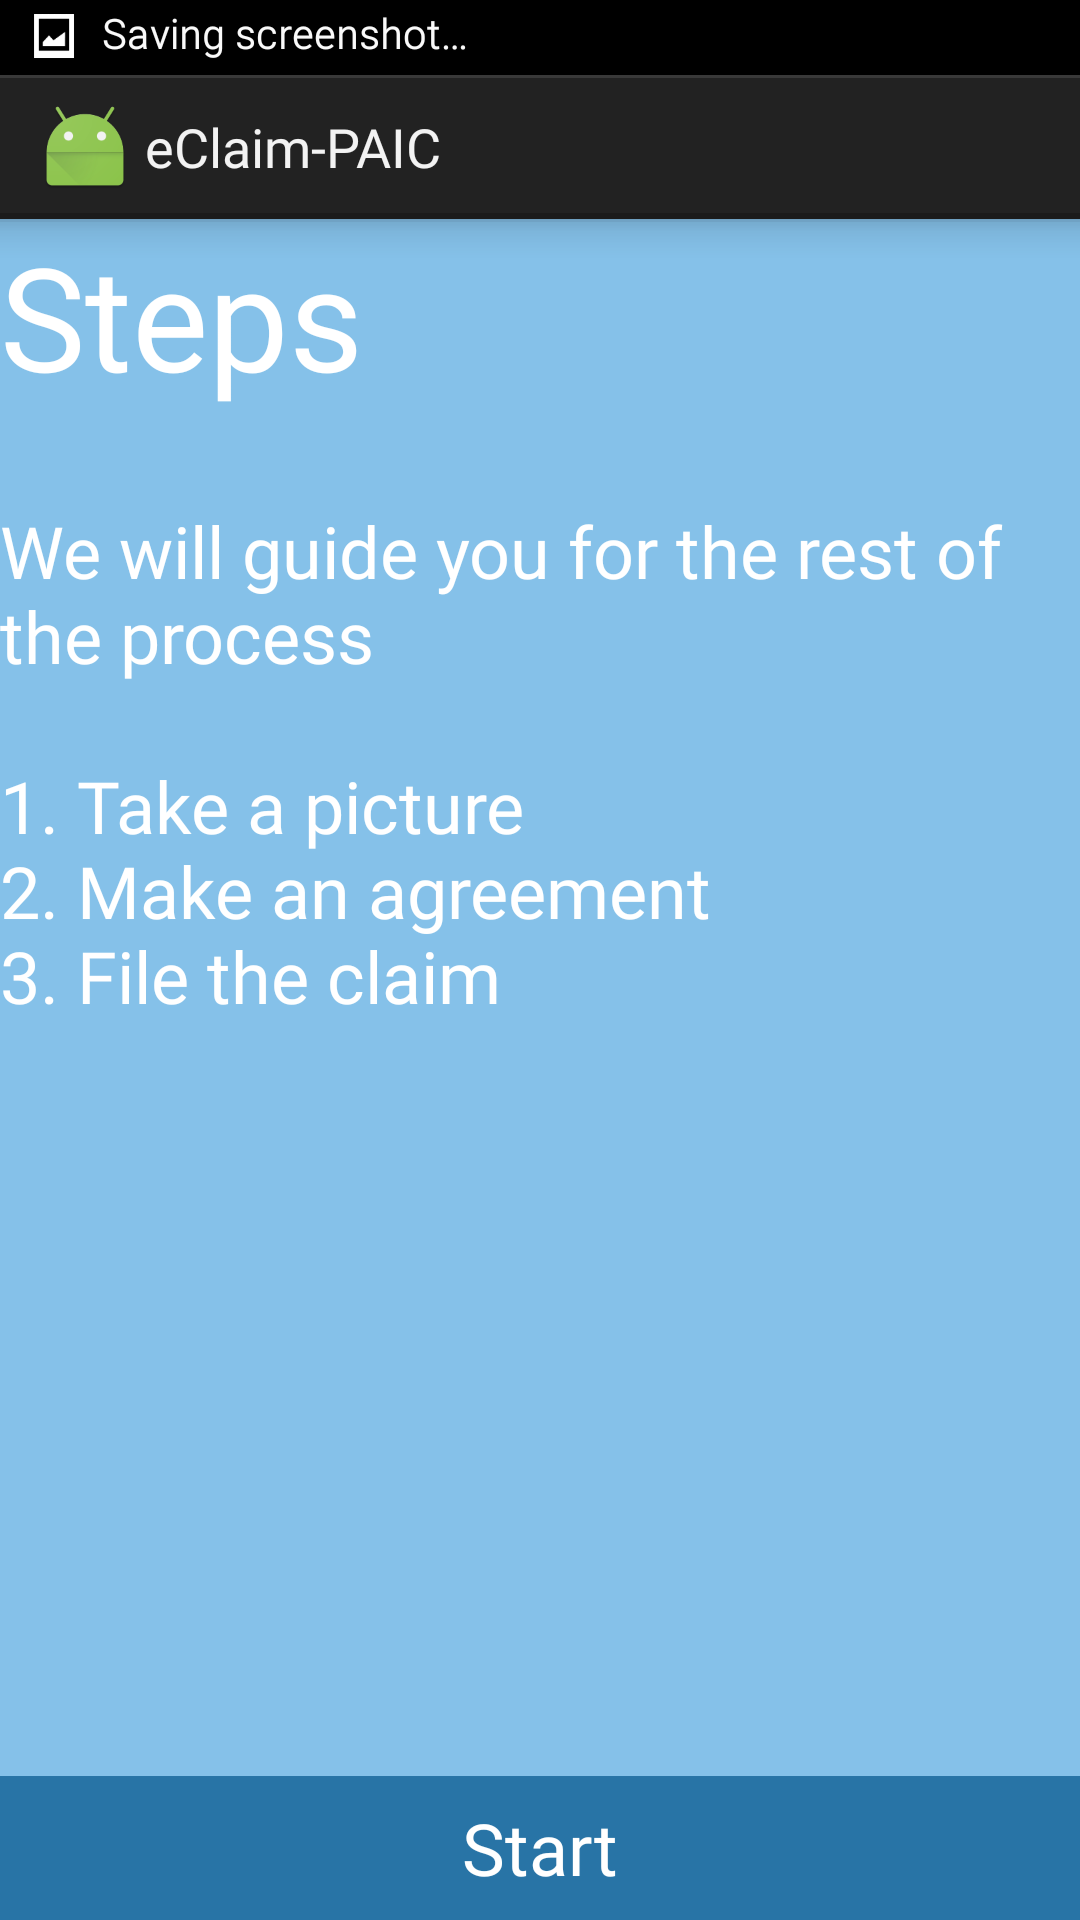 Saving screenshot...
eClaim-PAIC
Steps
We will guide you for the rest of
the process
1. Take a picture
2. Make an agreement
3. File the claim
Start